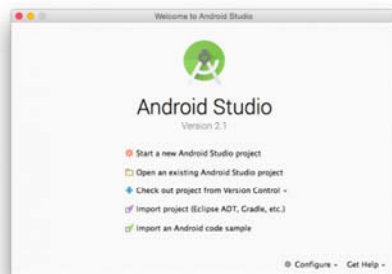 Welcome to Android Studio
Android Studio
Version 2.1
Start a new Android Studio project
Open an existing Android Studio project
Check out project from Version Control
Import project (Eclipse ADT, Gradle, etc.)
Import an Android code sample
Configure Get Help